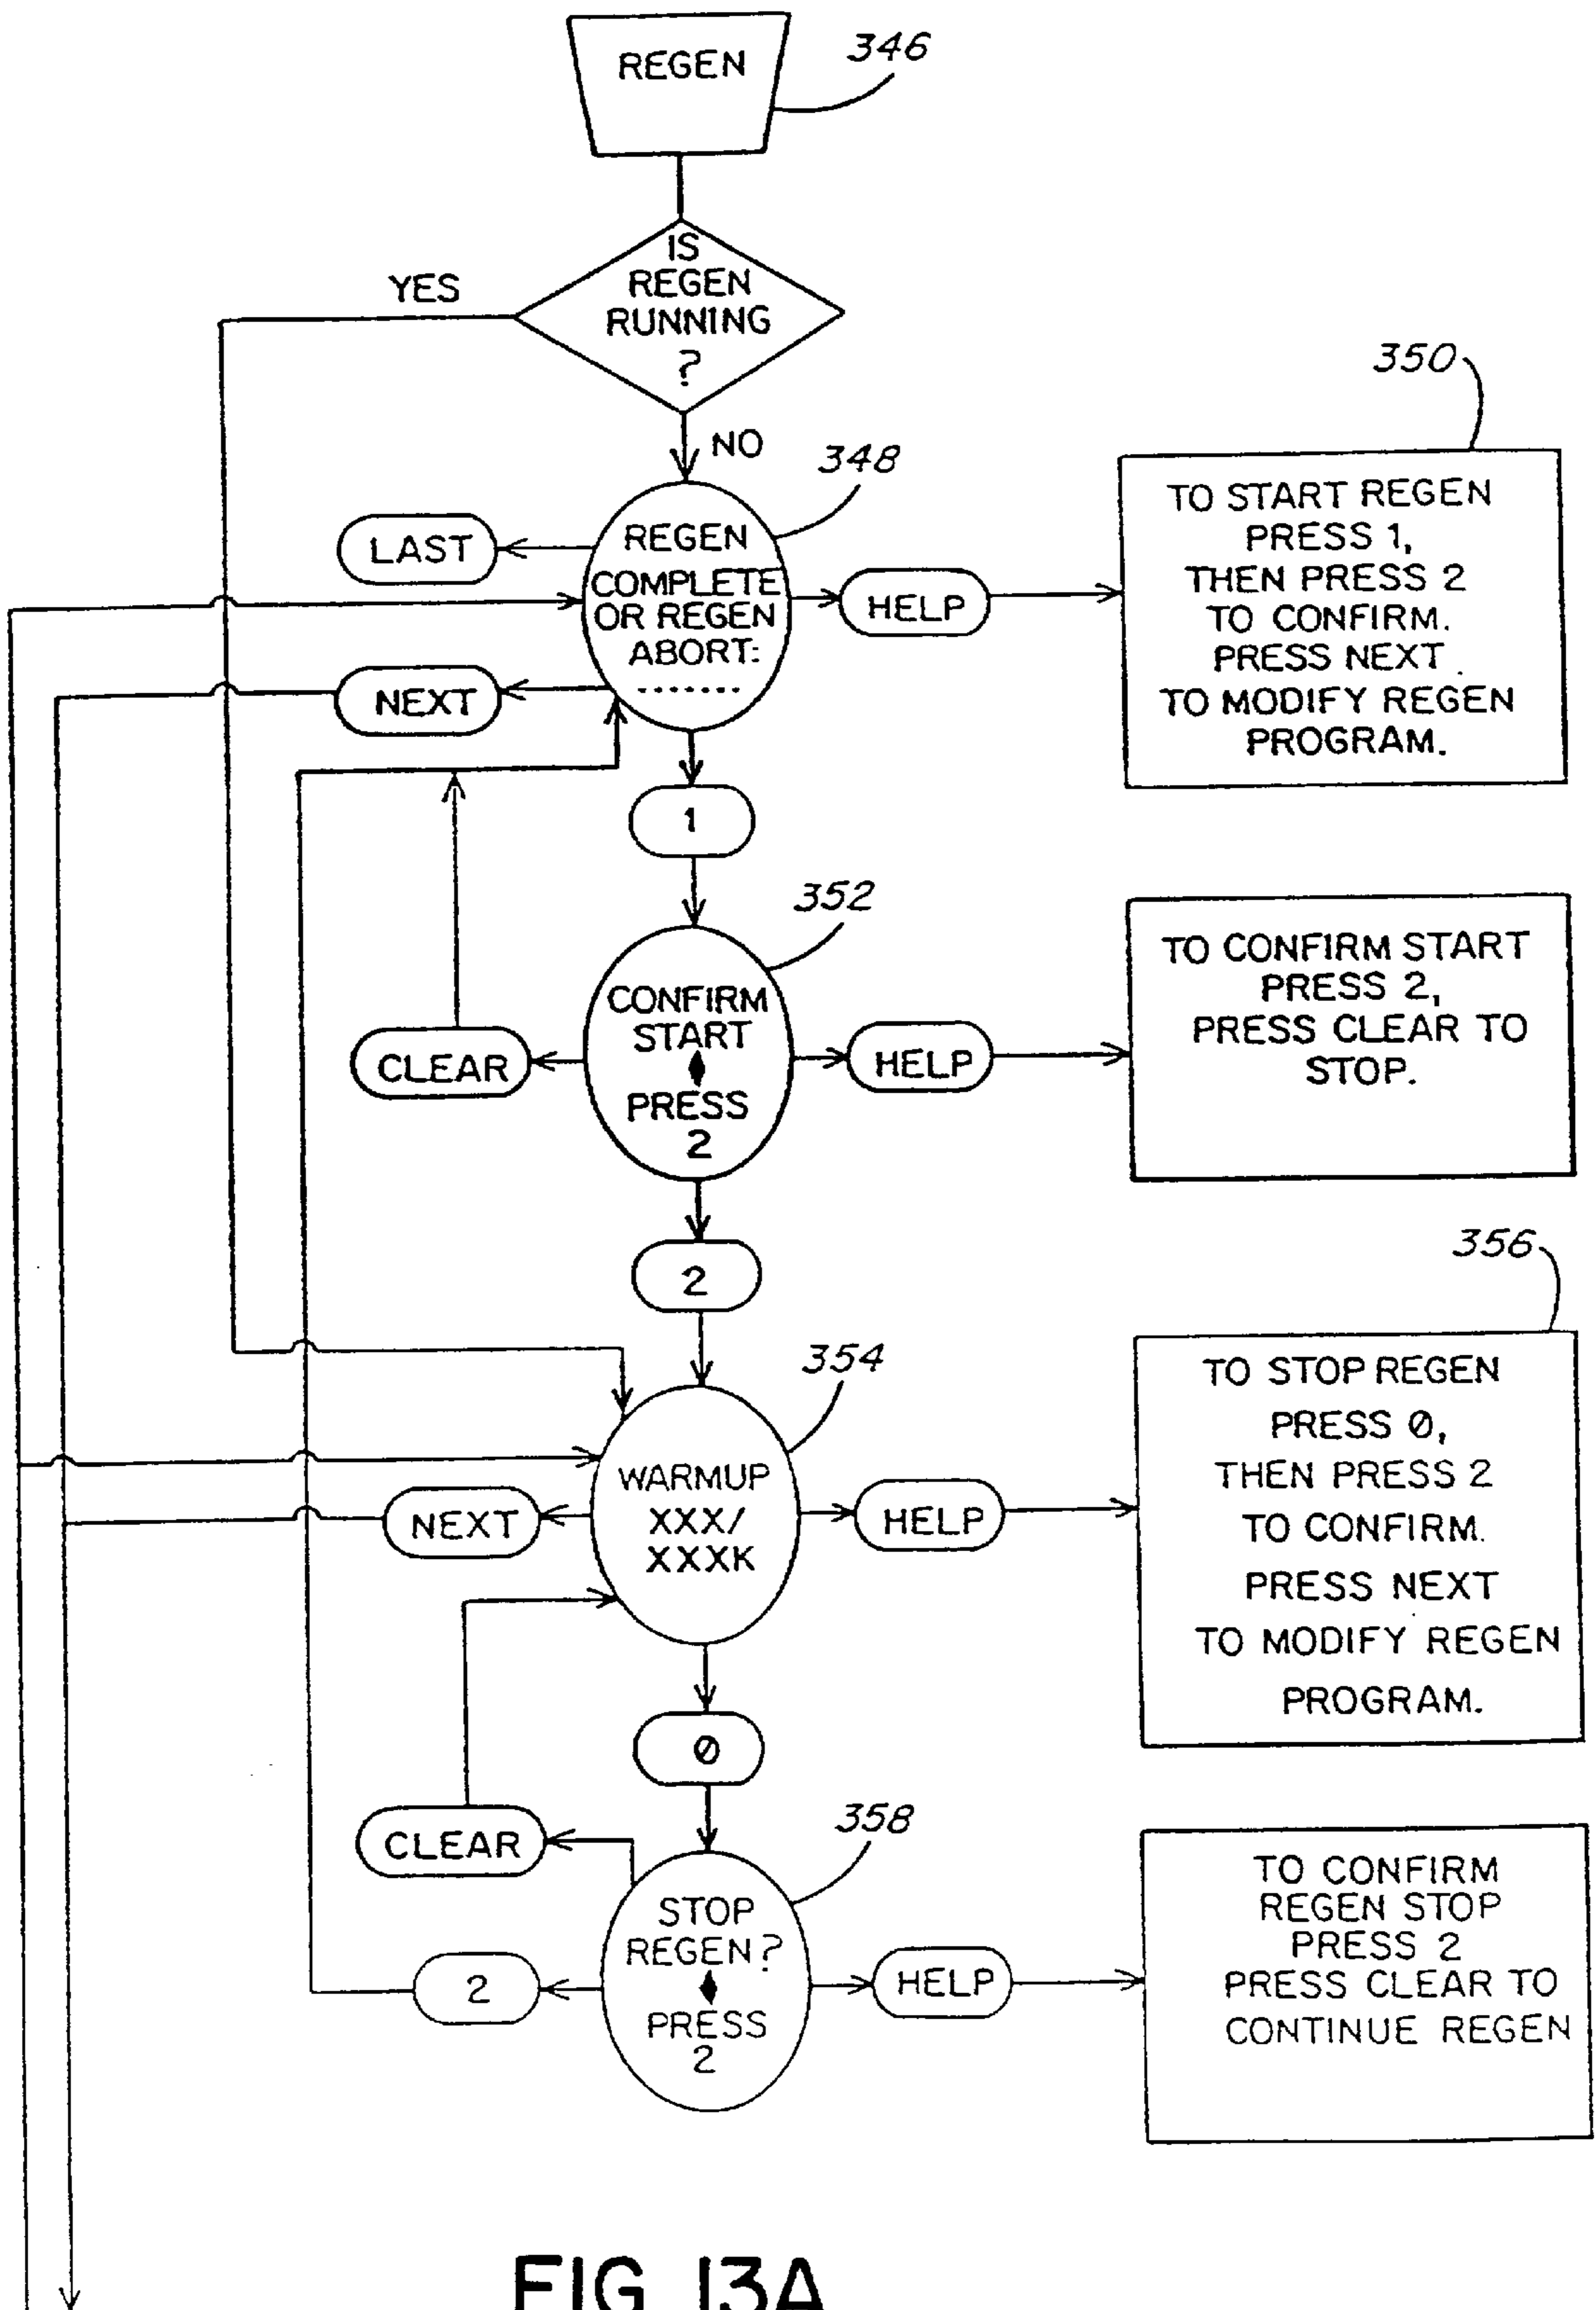 REGEN
346
IS
REGEN
RUNNING
?
YES
NO
348
350
LAST
REGEN
COMPLETE
OR REGEN
ABORT:
.......
HELP
TO START REGEN
PRESS 1,
THEN PRESS 2
TO CONFIRM.
PRESS NEXT
TO MODIFY REGEN
PROGRAM.
NEXT
1
352
CONFIRM
START
♦
PRESS
2
CLEAR
HELP
TO CONFIRM START
PRESS 2,
PRESS CLEAR TO
STOP.
2
354
356
WARMUP
XXX/
XXXK
NEXT
HELP
TO STOP REGEN
PRESS 0,
THEN PRESS 2
TO CONFIRM.
PRESS NEXT
TO MODIFY REGEN
PROGRAM.
0
358
CLEAR
STOP
REGEN?
♦
PRESS
2
2
HELP
TO CONFIRM
REGEN STOP
PRESS 2
PRESS CLEAR TO
CONTINUE REGEN
FIG. 13A